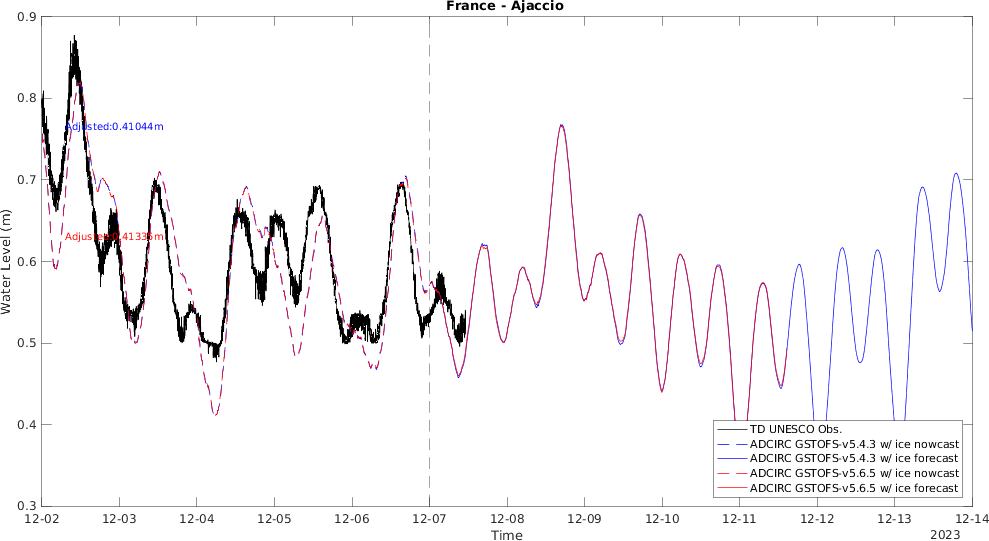 France - Ajaccio
0.9
0.8
0.7
0.6
0.5
0.4
0.3
Water Level (m)
Adjusted:0.41044m
Adjusted:0.41335m
TD UNESCO Obs.
ADCIRC GSTOFS-v5.4.3 w/ ice nowcast
ADCIRC GSTOFS-v5.4.3 w/ ice forecast
ADCIRC GSTOFS-v5.6.5 w/ ice nowcast
ADCIRC GSTOFS-v5.6.5 w/ ice forecast
12-02 12-03 12-04 12-05 12-06 12-07 12-08 12-09 12-10 12-11 12-12 12-13 12-14
Time
2023